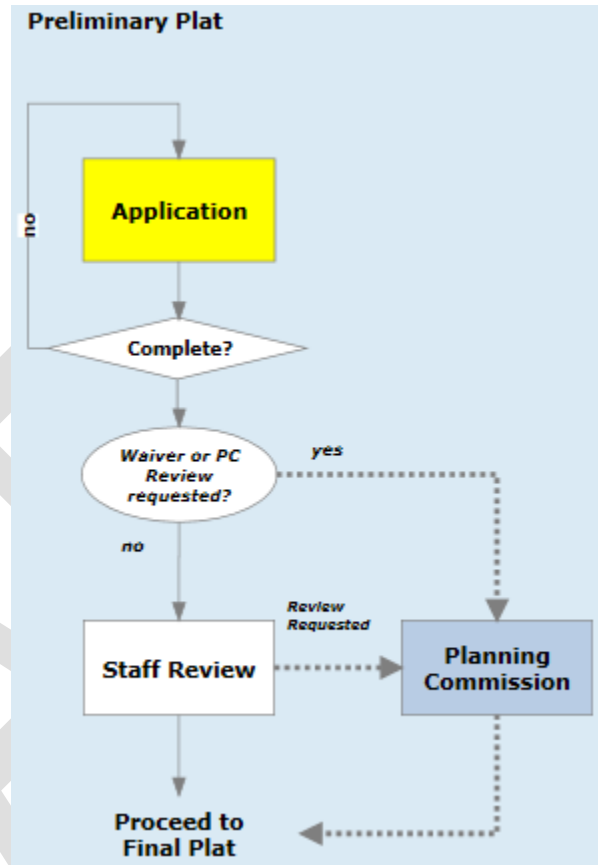 Preliminary Plat
no
Application
Complete?
Waiver or PC
Review
requested?
yes
no
Review
Requested
Staff Review
Planning
Commission
Proceed to
Final Plat